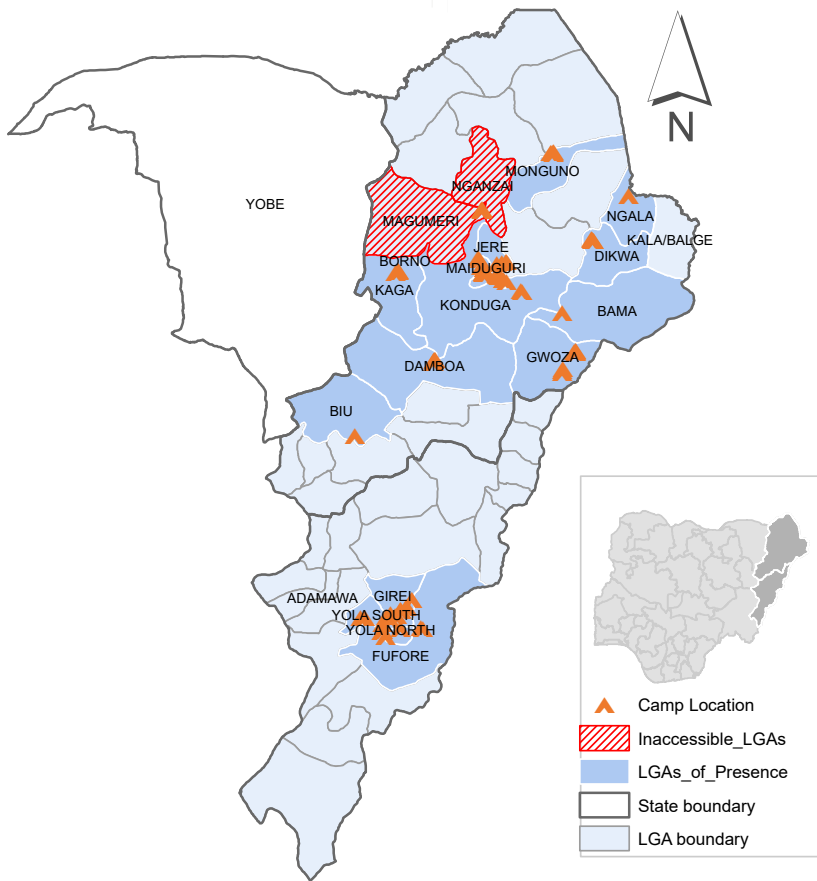 N
MONGUNO
NGANZAI
YOBE
MAGUMERI
NGALA
JERE
KALA/BALGE
BORNO
MAIDUGURI
DIKWA
KAGA
KONDUGA
BAMA
GWOZA
DAMBOA
BIU
ADAMAWA
GIREI
YOLA SOUTH
YOLA NORTH
FUFORE
Camp Location
Inaccessible_LGAs
LGAs_of_Presence
State boundary
LGA boundary